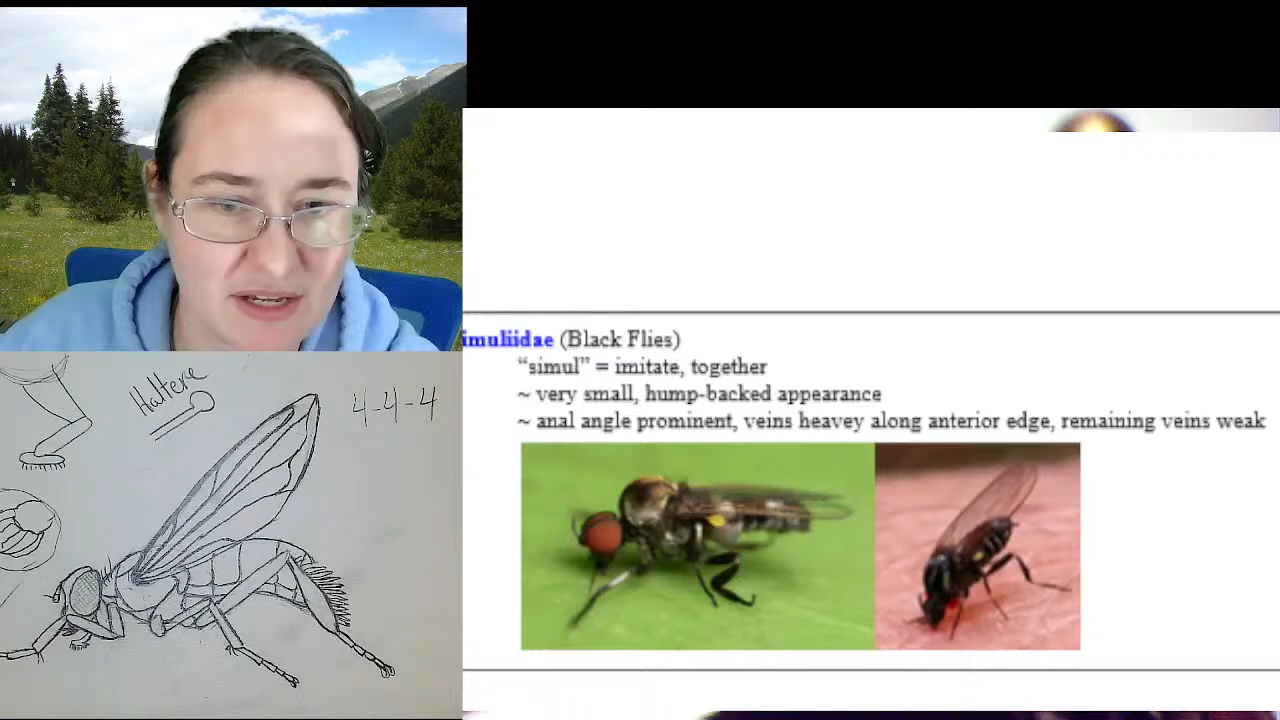 Haltere
4-4-4
imuliidae (Black Flies)
“simul” = imitate, together
~ very small, hump-backed appearance
~ anal angle prominent, veins heavey along anterior edge, remaining veins weak